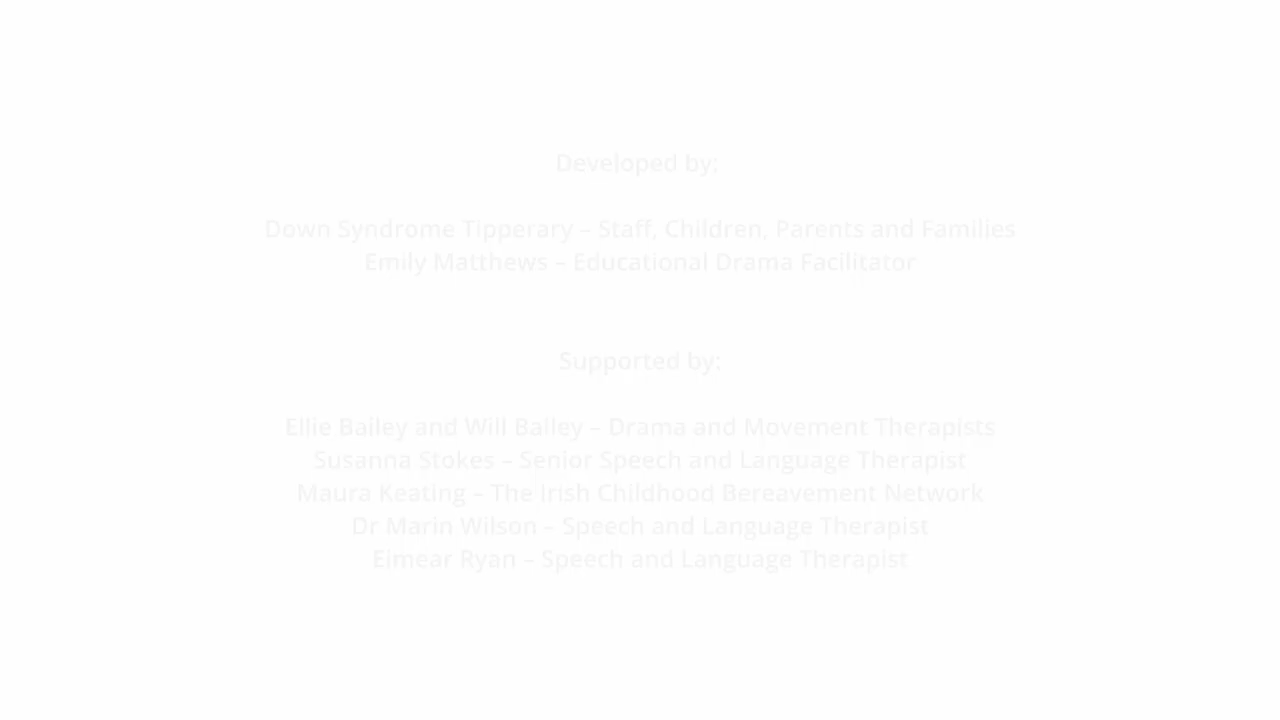 Developed by:
Down Syndrome Tipperary – Staff, Children, Parents and Families
Emily Matthews – Educational Drama Facilitator
Supported by:
Ellie Bailey and Will Bailey – Drama and Movement Therapists
Susanna Stokes – Senior Speech and Language Therapist
Maura Keating – The Irish Childhood Bereavement Network
Dr Marin Wilson – Speech and Language Therapist
Eimear Ryan – Speech and Language Therapist